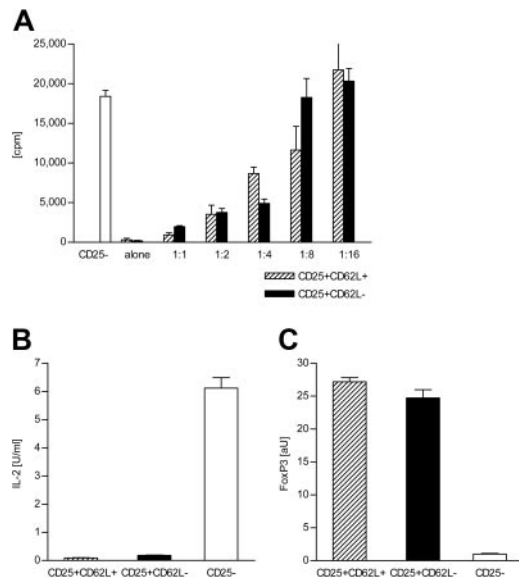 A
25,000
20,000
15,000
10,000
5,000
0
[cpm]
CD25- alone 1:1 1:2 1:4 1:8 1:16
CD25+CD62L+
CD25+CD62L-
B
7
6
5
4
3
2
1
0
IL-2 [U/ml]
CD25+CD62L+ CD25+CD62L- CD25-
C
30
25
20
15
10
5
0
FoxP3 [aU]
CD25+CD62L+ CD25+CD62L- CD25-